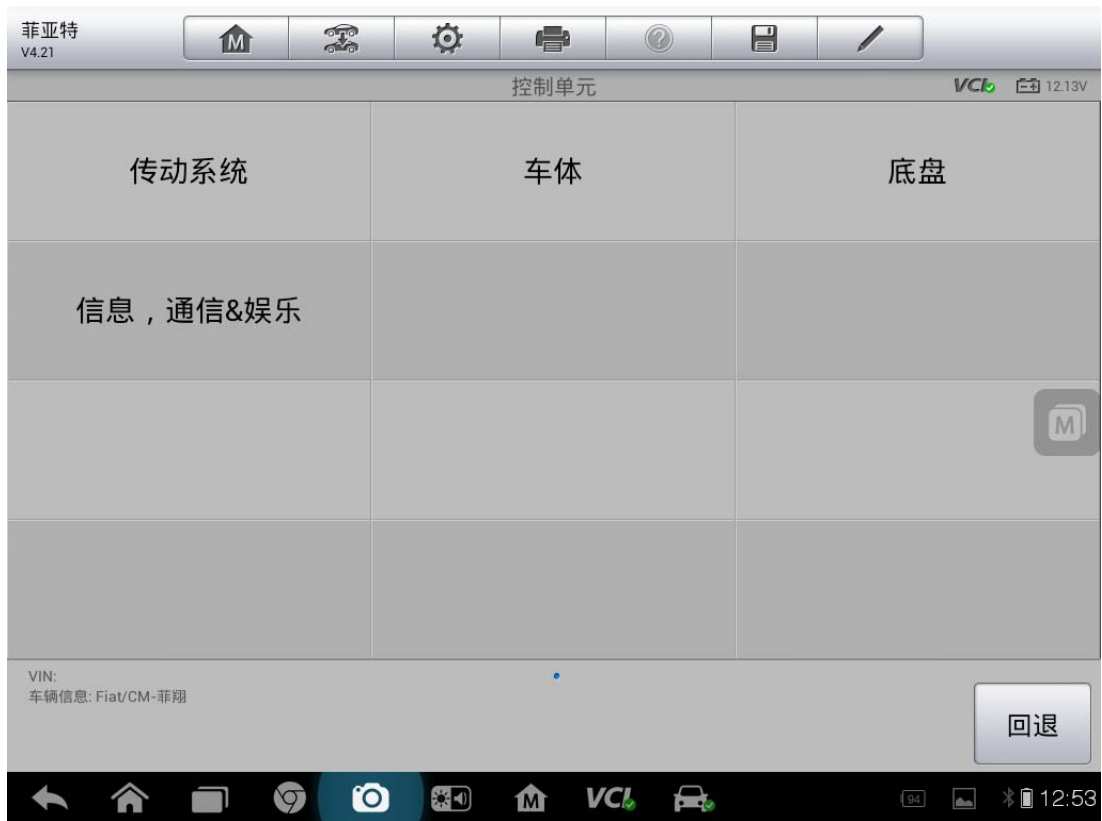 菲亚特
V4.21
M
控制单元
VCI
12.13V
传动系统
车体
底盘
信息，通信&娱乐
M
VIN:
车辆信息: Fiat/CM-菲翔
回退
M
VCI
94
12:53